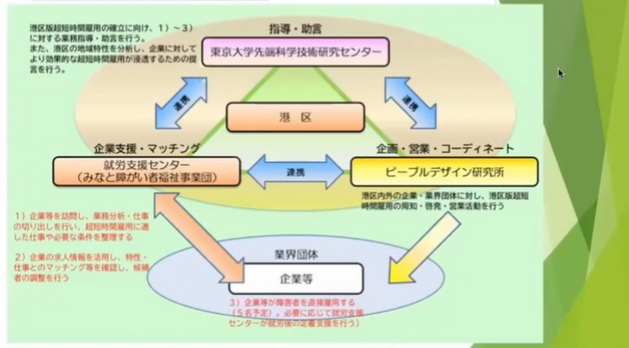 港区版超短時間雇用の確立に向け、1）～3）
に対する業務指導・助言を行う。
また、港区の地域特性を分析し、企業に対して
より効果的な超短時間雇用が浸透するための提
言を行う。
指導・助言
東京大学先端科学技術研究センター
連携
連携
港 区
企業支援・マッチング
就労支援センター
（みなと障がい者福祉事業団）
連携
企画・営業・コーディネート
ピープルデザイン研究所
港区内外の企業・業界団体に対し、港区版超短
時間雇用の周知・啓発・営業活動を行う
1）企業等を訪問し、業務分析・仕事
の切り出しを行い、超短時間雇用に適
した仕事や必要な条件を整理する
2）企業の求人情報を活用し、特性・
仕事とのマッチング等を確認し、候補
者の調整を行う
業界団体
企業等
3）企業等が障害者を直接雇用する
（5名予定）。必要に応じて就労支援
センターが就労後の定着支援を行う）